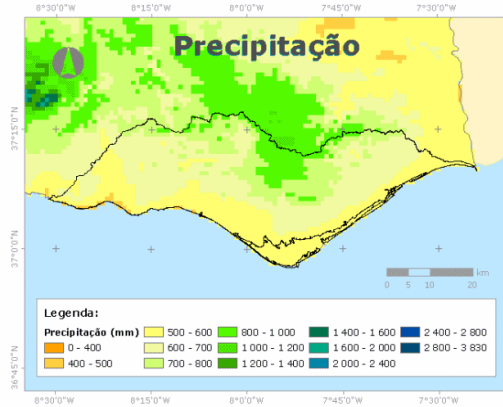 8°30'0"W 8°15'0"W 8°0'0"W 7°45'0"W 7°30'0"W
Precipitação
37°15'0"N
37°0'0"N
36°45'0"N
km
0 5 10 20
Legenda:
Precipitação (mm)
0 - 400
400 - 500
500 - 600
600 - 700
700 - 800
800 - 1 000
1 000 - 1 200
1 200 - 1 400
1 400 - 1 600
1 600 - 2 000
2 000 - 2 400
2 400 - 2 800
2 800 - 3 830
8°30'0"W 8°15'0"W 8°0'0"W 7°45'0"W 7°30'0"W